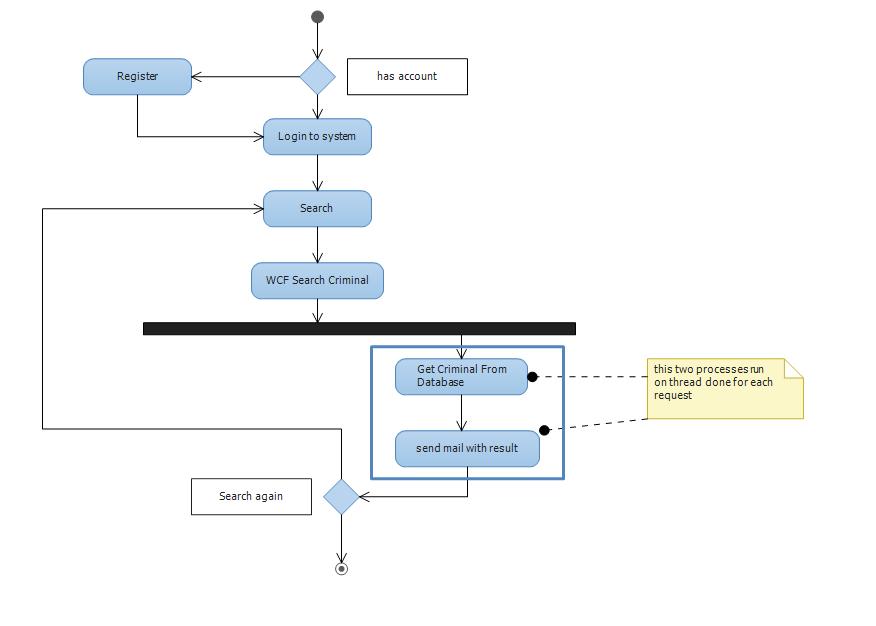 Register
has account
Login to system
Search
WCF Search Criminal
Get Criminal From
Database
this two processes run
on thread done for each
request
send mail with result
Search again